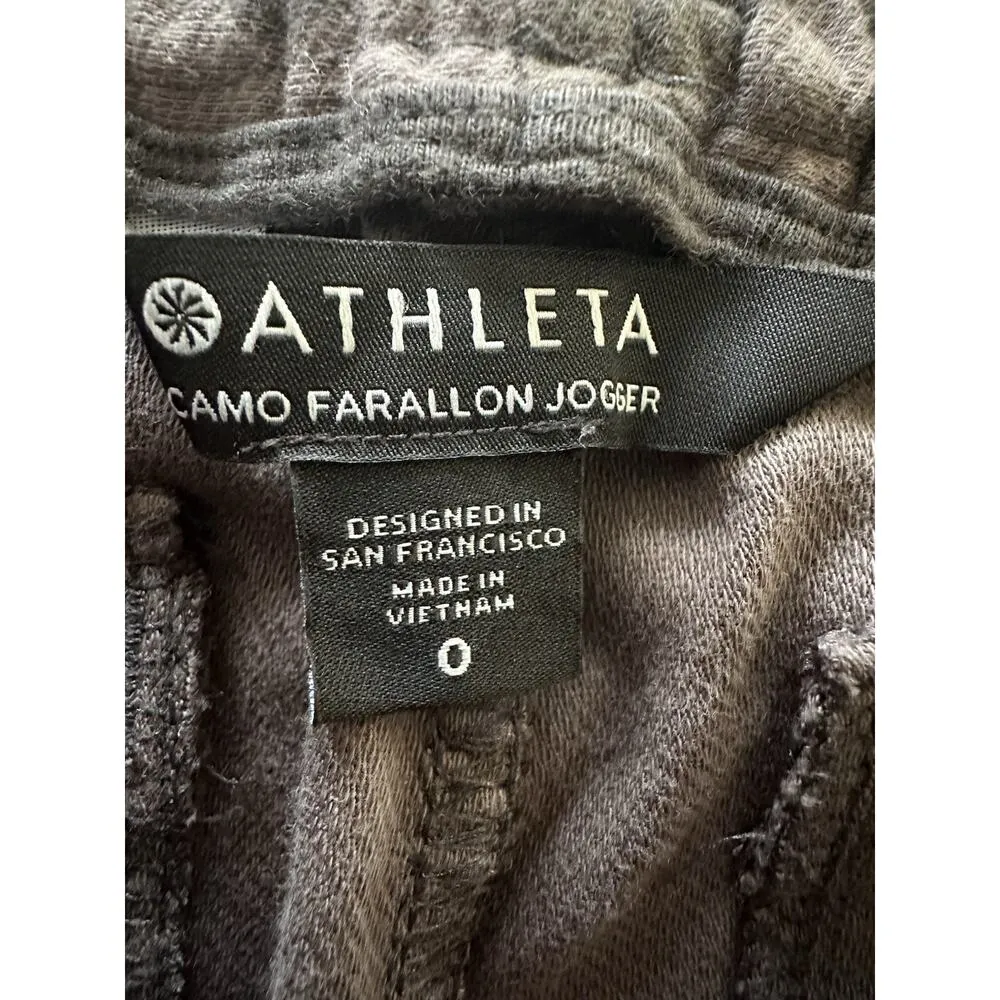 ATHLETA
CAMO FARALLON JOGGER
DESIGNED IN
SAN FRANCISCO
MADE IN
VIETNAM
0